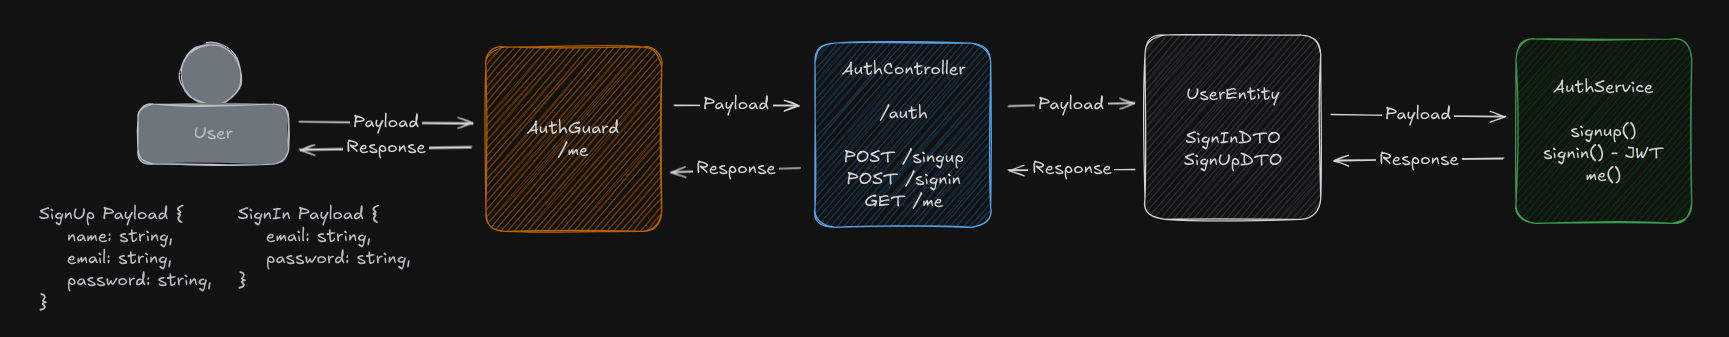 User
Payload
Response
AuthGuard
/me
Payload
Response
AuthController
/auth
POST /singup
POST /signin
GET /me
Payload
Response
UserEntity
SignInDTO
SignUpDTO
Payload
Response
AuthService
signup()
signin() - JWT
me()
SignUp Payload {
name: string,
email: string,
password: string,
}
SignIn Payload {
email: string,
password: string,
}